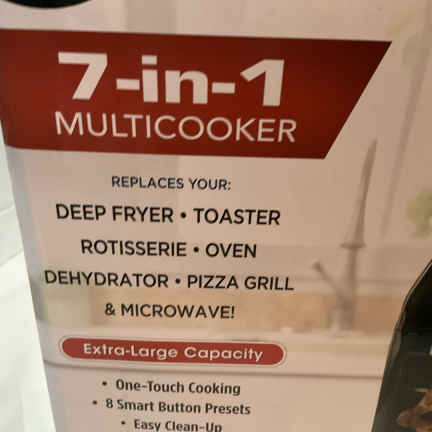 7-in-1
MULTICOOKER
REPLACES YOUR:
DEEP FRYER • TOASTER
ROTISSERIE • OVEN
DEHYDRATOR • PIZZA GRILL
& MICROWAVE!
Extra-Large Capacity
• One-Touch Cooking
• 8 Smart Button Presets
• Easy Clean-Up